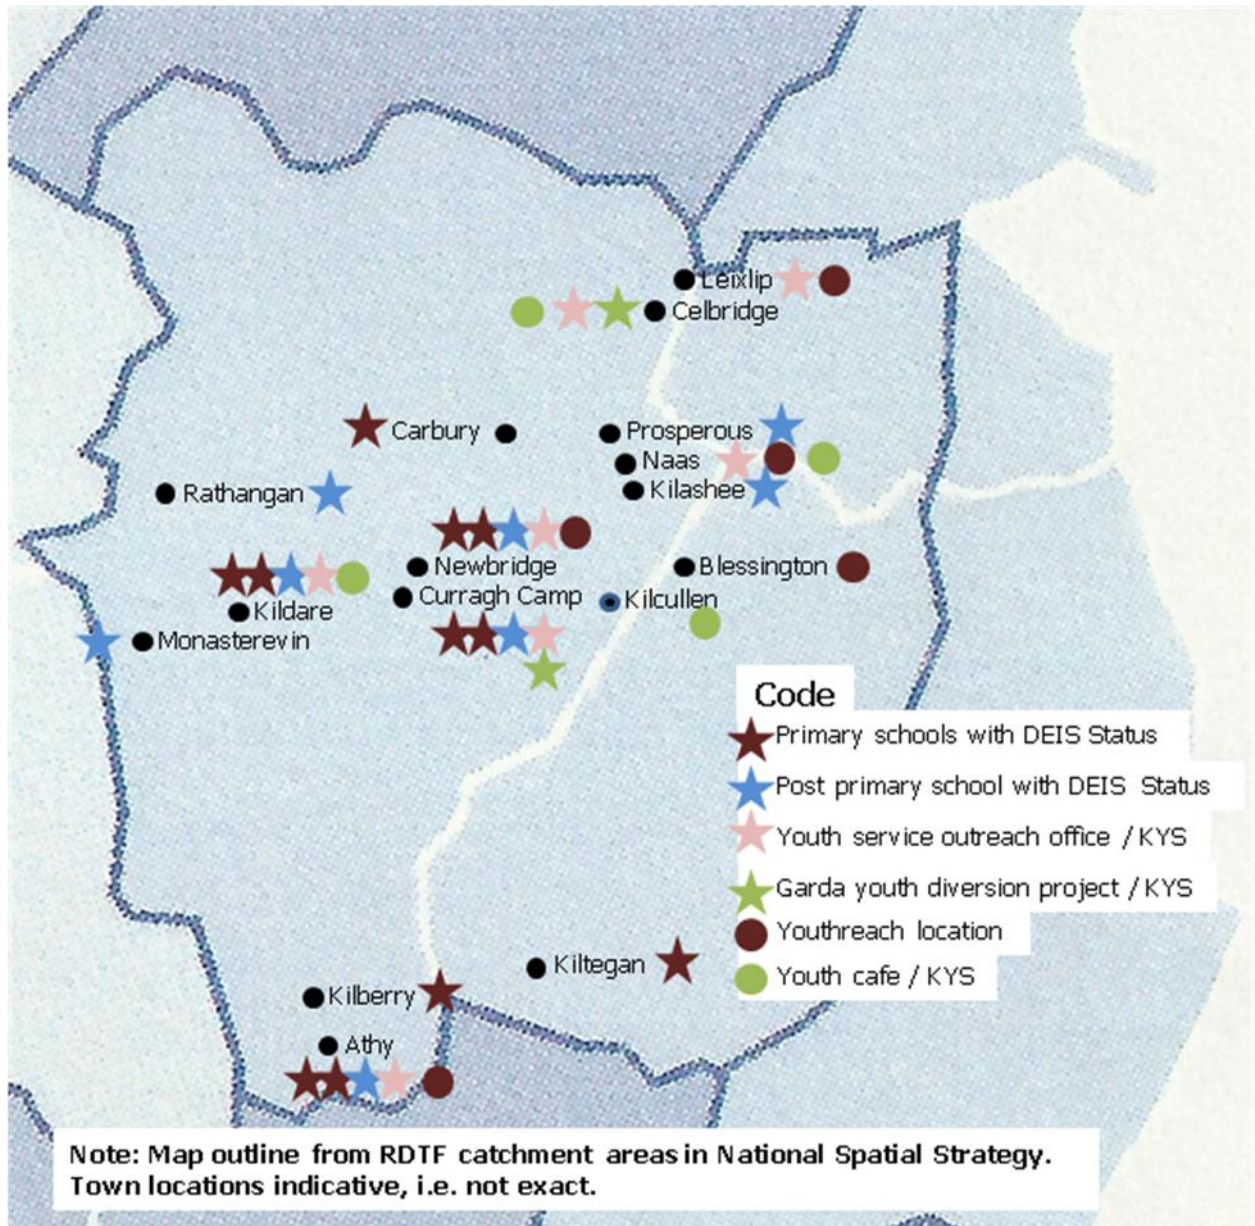 Leixlip
Celbridge
Carbury
Prosperous
Naas
Rathangan
Kilashee
Newbridge
Blessington
Curragh Camp
Kilcullen
Kildare
Monasterevin
Code
Primary schools with DEIS Status
Post primary school with DEIS Status
Youth service outreach office / KYS
Garda youth diversion project / KYS
Youthreach location
Youth cafe / KYS
Kiltegan
Kilberry
Athy
Note: Map outline from RDTF catchment areas in National Spatial Strategy.
Town locations indicative, i.e. not exact.